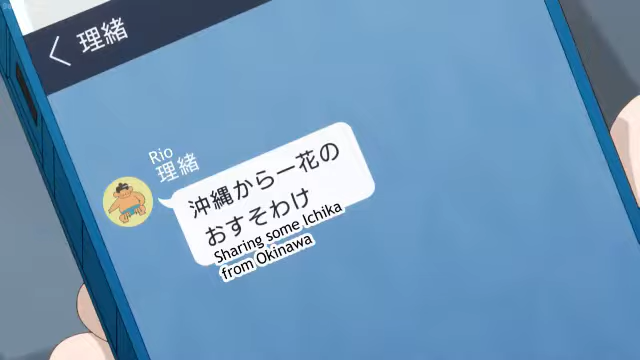 理緒
Rio
理緒
沖縄から一花の
おすそわけ
Sharing some Ichika
from Okinawa